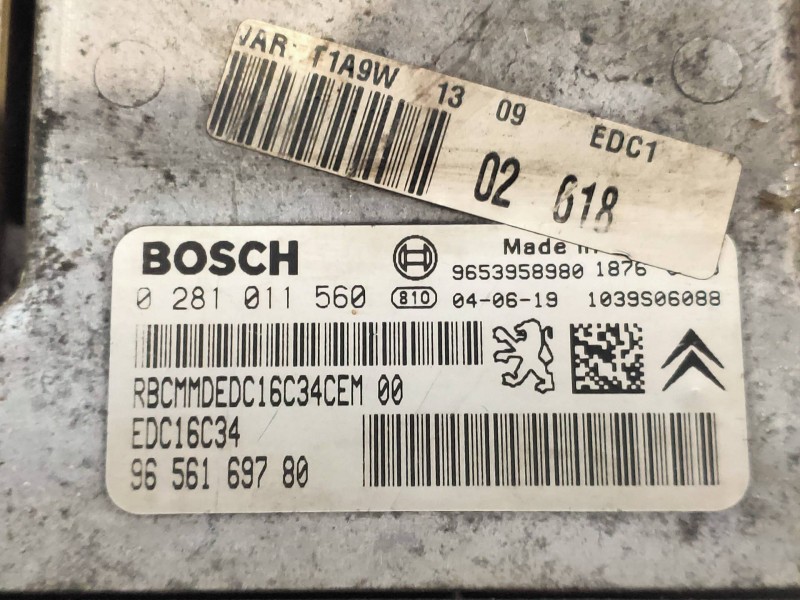 VAR: T1A9W 13 09 EDC1
02 618
BOSCH
Made in
9653958980 1876
0 281 011 560
810 04-06-19 1039S06088
RBCMMDEDC16C34CEM 00
EDC16C34
96 561 697 80